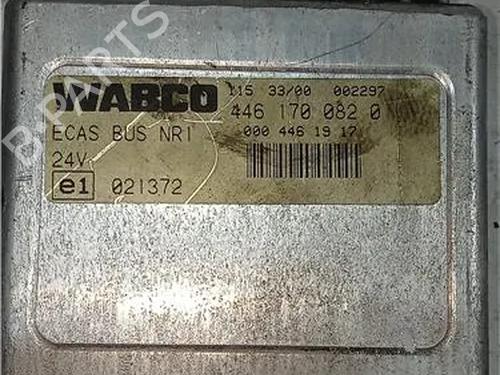 B-PARTS
WABCO
115 33/00 002297
446 170 082 0
ECAS BUS NR1
000 446 19 17
24V
e1 021372